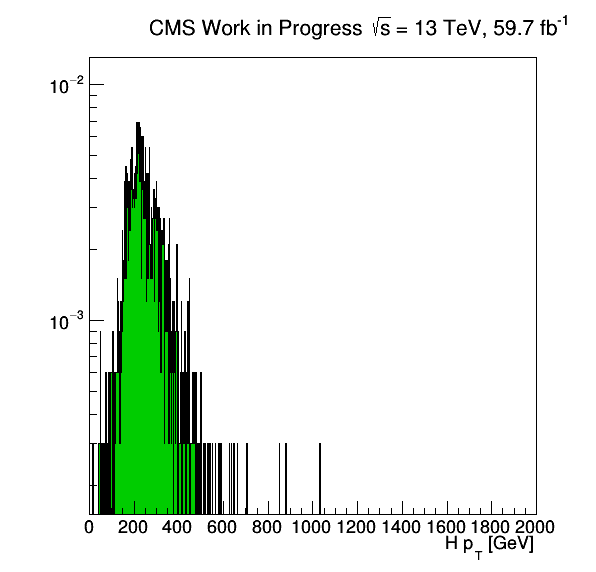 CMS Work in Progress √s = 13 TeV, 59.7 fb⁻¹
10⁻²
10⁻³
0 200 400 600 800 1000 1200 1400 1600 1800 2000
H p_T [GeV]